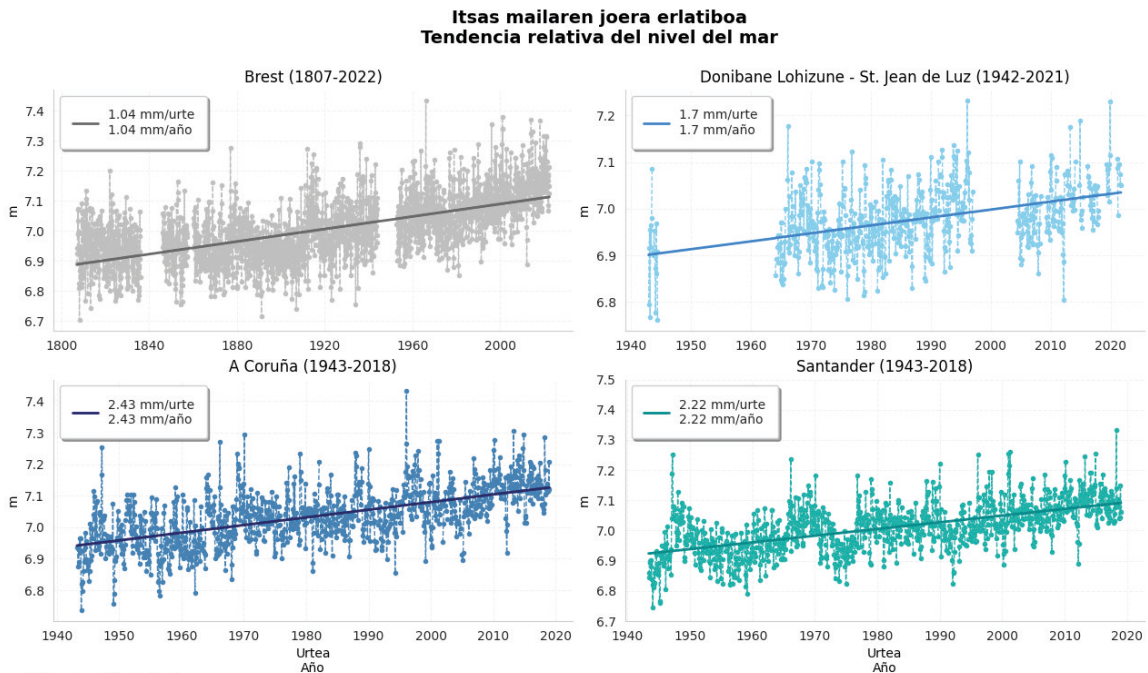 Itsas mailaren joera erlatiboa
Tendencia relativa del nivel del mar
Brest (1807-2022)
1.04 mm/urte
1.04 mm/año
7.4
7.3
7.2
7.1
7.0
6.9
6.8
6.7
m
1800 1840 1880 1920 1960 2000
Donibane Lohizune - St. Jean de Luz (1942-2021)
1.7 mm/urte
1.7 mm/año
7.2
7.1
7.0
6.9
6.8
m
1940 1950 1960 1970 1980 1990 2000 2010 2020
A Coruña (1943-2018)
2.43 mm/urte
2.43 mm/año
7.4
7.3
7.2
7.1
7.0
6.9
6.8
m
1940 1950 1960 1970 1980 1990 2000 2010 2020
Urtea
Año
Santander (1943-2018)
2.22 mm/urte
2.22 mm/año
7.5
7.4
7.3
7.2
7.1
7.0
6.9
6.8
6.7
m
1940 1950 1960 1970 1980 1990 2000 2010 2020
Urtea
Año